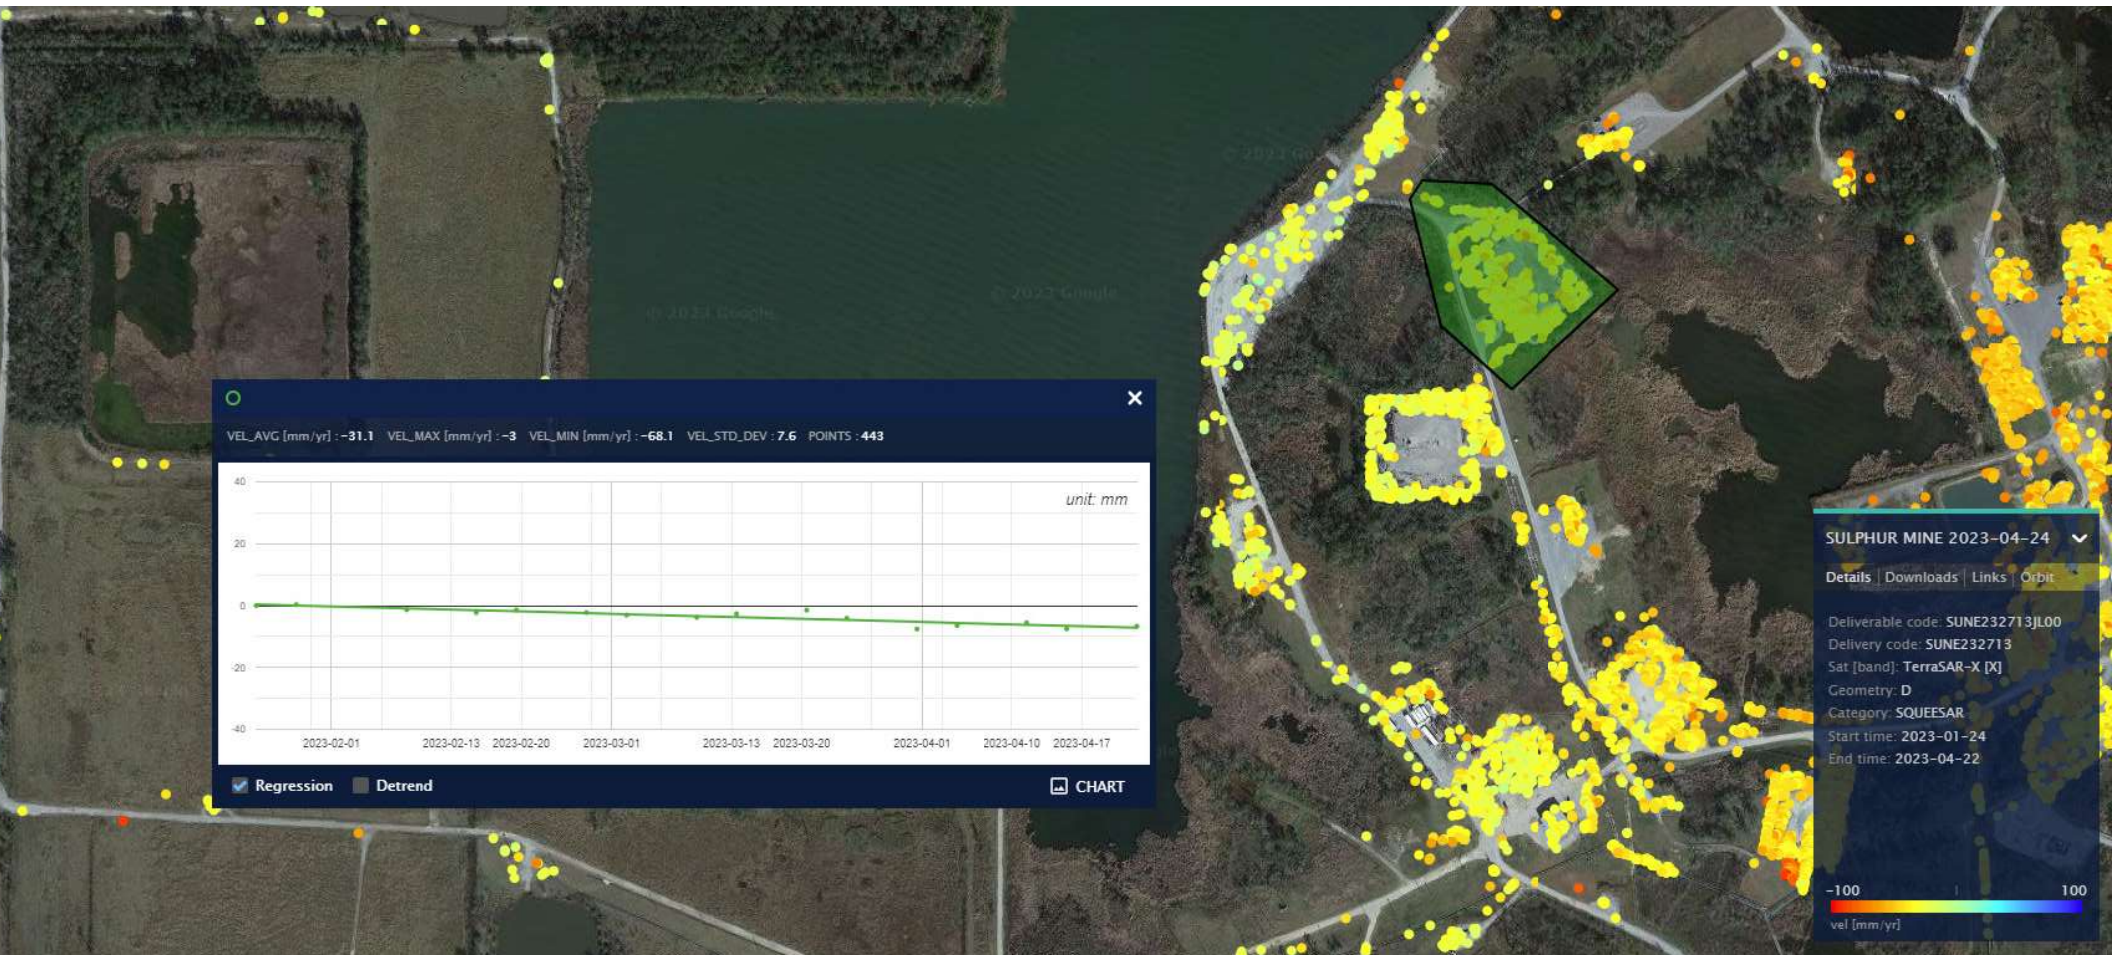 © 2023 Google
© 2023 Google
VEL_AVG [mm/yr] : -31.1 VEL_MAX [mm/yr] : -3 VEL_MIN [mm/yr] : -68.1 VEL_STD_DEV : 7.6 POINTS : 443
unit: mm
40
20
0
-20
-40
2023-02-01 2023-02-13 2023-02-20 2023-03-01 2023-03-13 2023-03-20 2023-04-01 2023-04-10 2023-04-17
Regression Detrend CHART
SULPHUR MINE 2023-04-24
Details | Downloads | Links | Orbit
Deliverable code: SUNE232713JL00
Delivery code: SUNE232713
Sat [band]: TerraSAR-X [X]
Geometry: D
Category: SQUEESAR
Start time: 2023-01-24
End time: 2023-04-22
-100 100
vel [mm/yr]